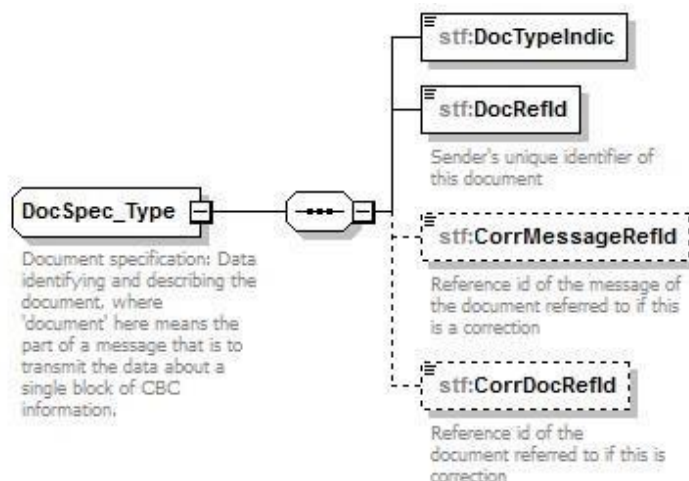 stf:DocTypeIndic
stf:DocRefId
Sender's unique identifier of
this document
DocSpec_Type
Document specification: Data
identifying and describing the
document, where
'document' here means the
part of a message that is to
transmit the data about a
single block of CBC
information.
stf:CorrMessageRefId
Reference id of the message of
the document referred to if this
is a correction
stf:CorrDocRefId
Reference id of the
document referred to if this is
correction